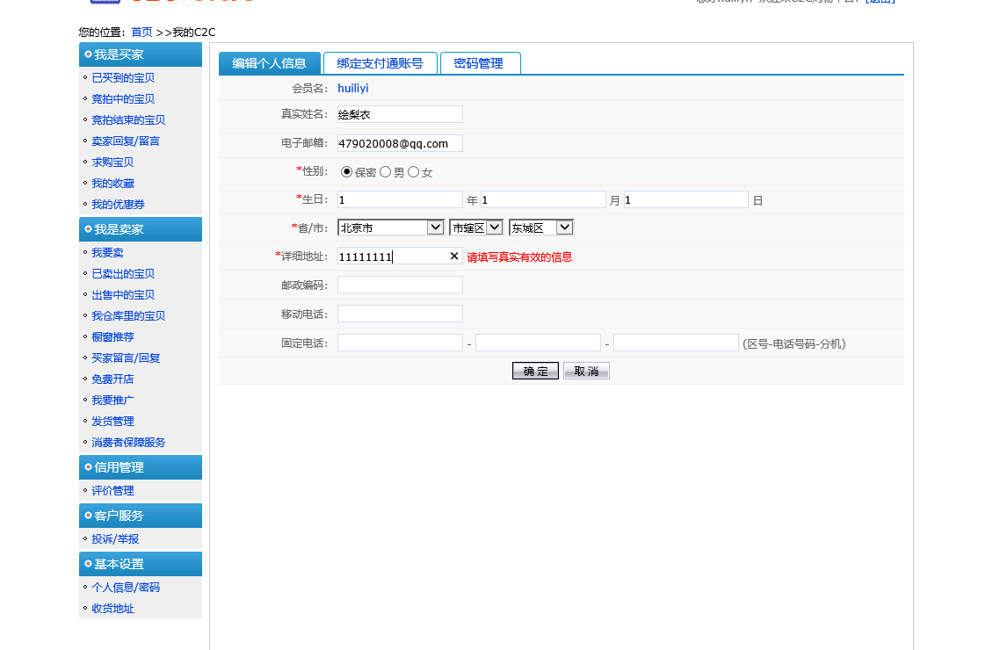 您的位置：首页 >>我的C2C
我是买家
已买到的宝贝
竞拍中的宝贝
竞拍结束的宝贝
卖家回复/留言
求购宝贝
我的收藏
我的优惠券
我是卖家
我要卖
已卖出的宝贝
出售中的宝贝
我仓库里的宝贝
橱窗推荐
买家留言/回复
免费开店
我要推广
发货管理
消费者保障服务
信用管理
评价管理
客户服务
投诉/举报
基本设置
个人信息/密码
收货地址
编辑个人信息 绑定支付通账号 密码管理
会员名： huiliyi
真实姓名： 绘梨衣
电子邮箱： 479020008@qq.com
*性别： 保密 男 女
*生日： 1 年 1 月 1 日
*省/市： 北京市 市辖区 东城区
*详细地址： 11111111 × 请填写真实有效的信息
邮政编码：
移动电话：
固定电话： - - (区号-电话号码-分机)
确 定 取 消